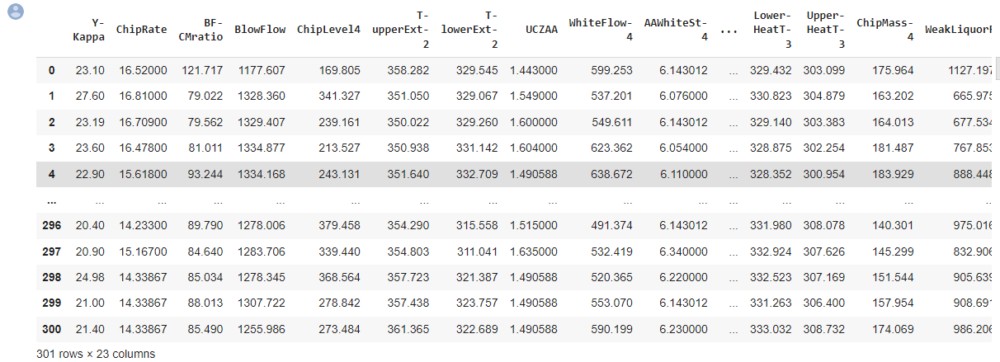 Y-Kappa ChipRate BF-CMratio BlowFlow ChipLevel4 T-upperExt-2 T-lowerExt-2 UCZAA WhiteFlow-4 AAWhiteSt-4 ... Lower-HeatT-3 Upper-HeatT-3 ChipMass-4 WeakLiquorF
0 23.10 16.52000 121.717 1177.607 169.805 358.282 329.545 1.443000 599.253 6.143012 ... 329.432 303.099 175.964 1127.197
1 27.60 16.81000 79.022 1328.360 341.327 351.050 329.067 1.549000 537.201 6.076000 ... 330.823 304.879 163.202 665.975
2 23.19 16.70900 79.562 1329.407 239.161 350.022 329.260 1.600000 549.611 6.143012 ... 329.140 303.383 164.013 677.534
3 23.60 16.47800 81.011 1334.877 213.527 350.938 331.142 1.604000 623.362 6.054000 ... 328.875 302.254 181.487 767.853
4 22.90 15.61800 93.244 1334.168 243.131 351.640 332.709 1.490588 638.672 6.110000 ... 328.352 300.954 183.929 888.448
... ... ... ... ... ... ... ... ... ... ... ... ... ... ... ..
296 20.40 14.23300 89.790 1278.006 379.458 354.290 315.558 1.515000 491.374 6.143012 ... 331.980 308.078 140.301 975.016
297 20.90 15.16700 84.640 1283.706 339.440 354.803 311.041 1.635000 532.419 6.340000 ... 332.924 307.626 145.299 832.906
298 24.98 14.33867 85.034 1278.345 368.564 357.723 321.387 1.490588 520.365 6.220000 ... 332.523 307.169 151.544 905.639
299 21.00 14.33867 88.013 1307.722 278.842 357.438 323.757 1.490588 553.070 6.143012 ... 331.263 306.400 157.954 908.691
300 21.40 14.33867 85.490 1255.986 273.484 361.365 322.689 1.490588 590.199 6.230000 ... 333.032 308.732 174.069 986.206
301 rows × 23 columns